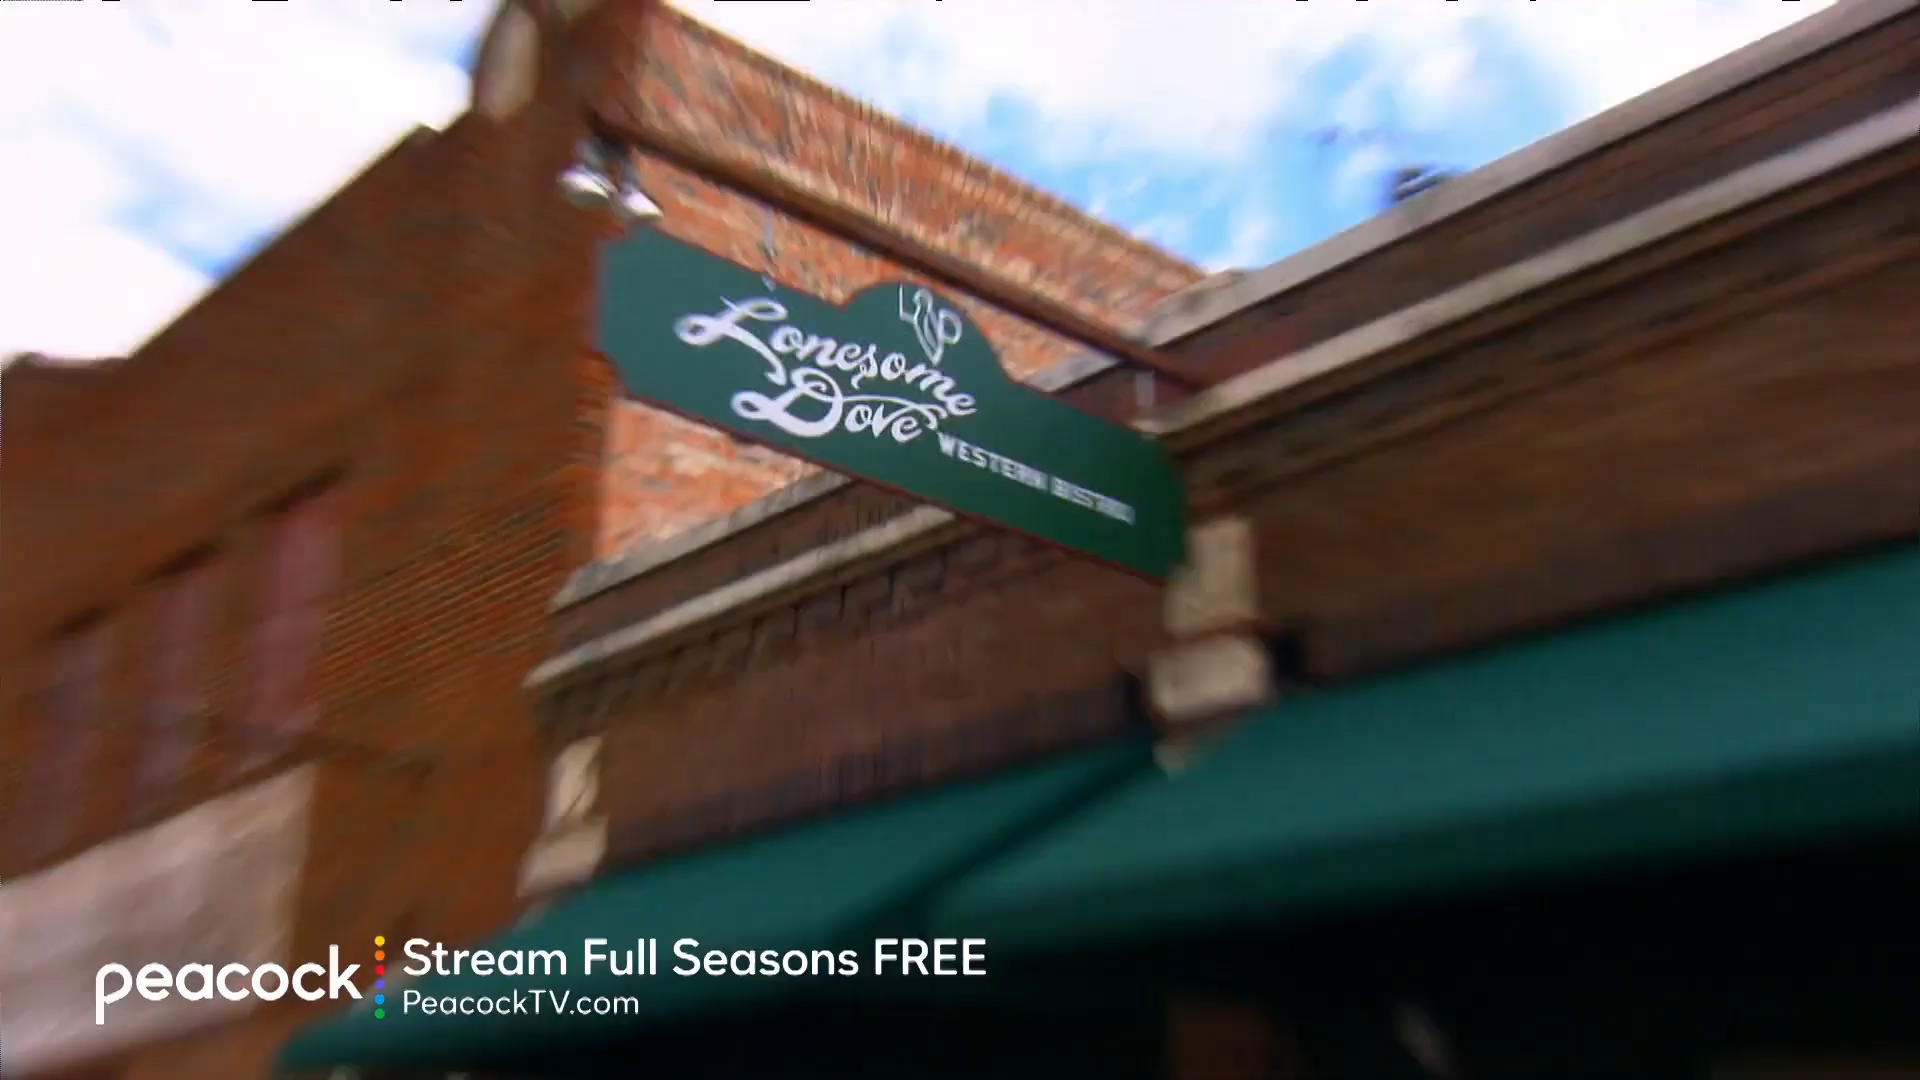 Lonesome
Dove
WESTERN BISTRO
peacock
Stream Full Seasons FREE
PeacockTV.com